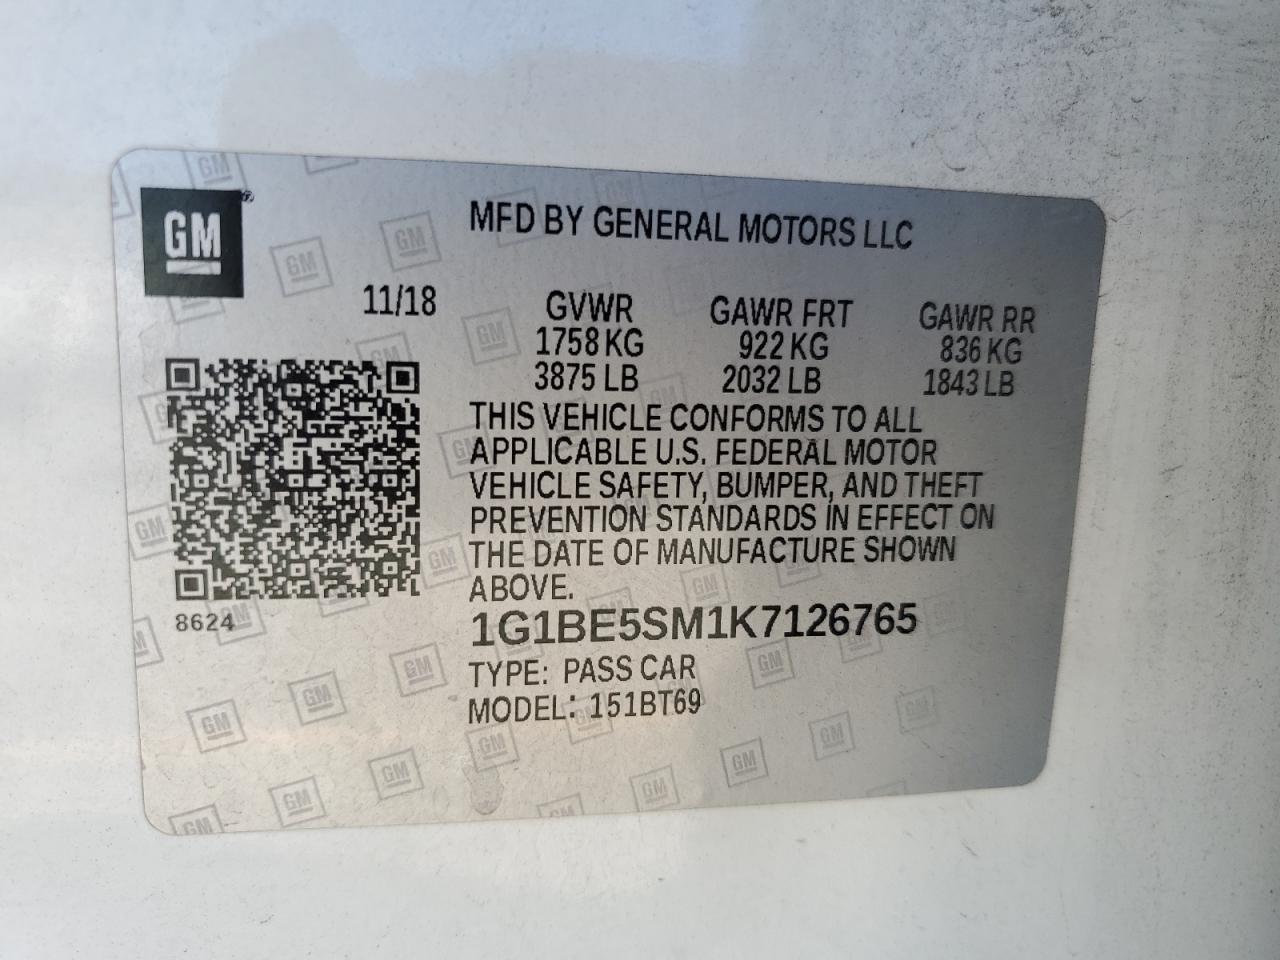 GM
MFD BY GENERAL MOTORS LLC
11/18
GVWR GAWR FRT GAWR RR
1758 KG 922 KG 836 KG
3875 LB 2032 LB 1843 LB
THIS VEHICLE CONFORMS TO ALL
APPLICABLE U.S. FEDERAL MOTOR
VEHICLE SAFETY, BUMPER, AND THEFT
PREVENTION STANDARDS IN EFFECT ON
THE DATE OF MANUFACTURE SHOWN
ABOVE.
8624
1G1BE5SM1K7126765
TYPE: PASS CAR
MODEL: 151BT69